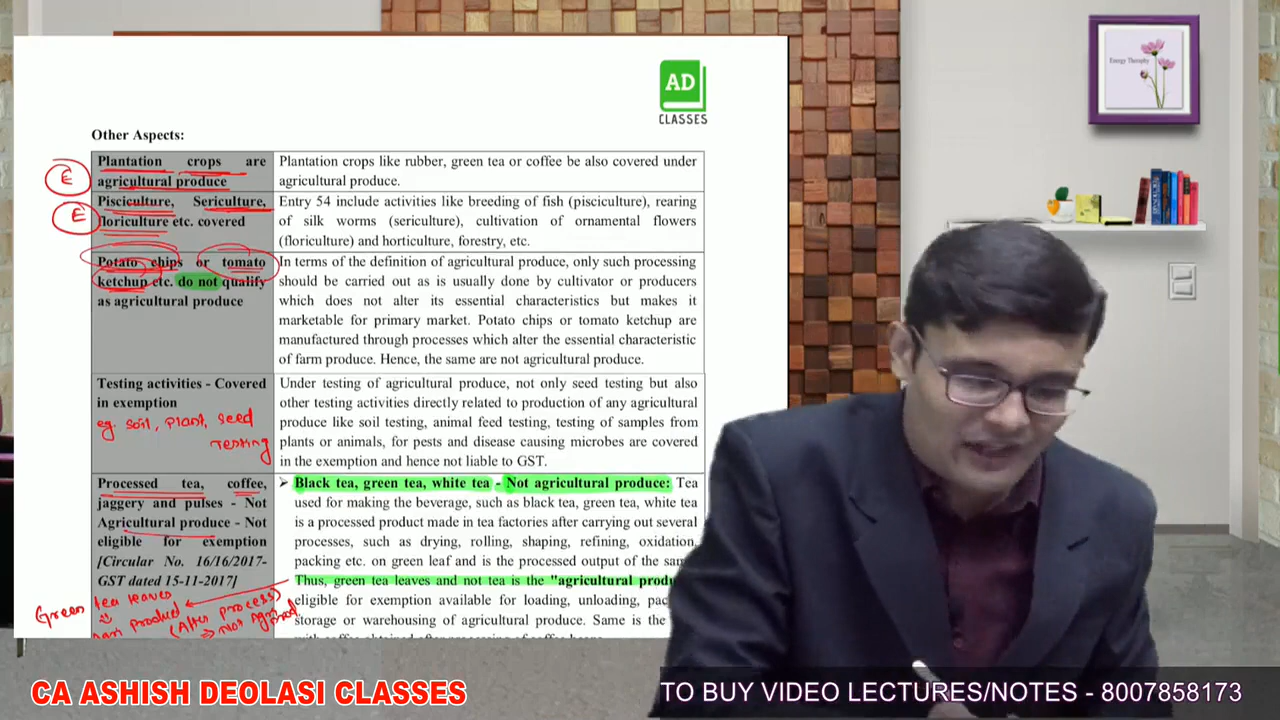 AD
CLASSES
Energy Therophy
Other Aspects:
Plantation crops are
agricultural produce
Plantation crops like rubber, green tea or coffee be also covered under
agricultural produce.
E
Pisciculture, Sericulture,
floriculture etc. covered
Entry 54 include activities like breeding of fish (pisciculture), rearing
of silk worms (sericulture), cultivation of ornamental flowers
(floriculture) and horticulture, forestry, etc.
E
Potato chips or tomato
ketchup etc. do not qualify
as agricultural produce
In terms of the definition of agricultural produce, only such processing
should be carried out as is usually done by cultivator or producers
which does not alter its essential characteristics but makes it
marketable for primary market. Potato chips or tomato ketchup are
manufactured through processes which alter the essential characteristic
of farm produce. Hence, the same are not agricultural produce.
Testing activities - Covered
in exemption
eg. soil, plant, seed
Testing
Under testing of agricultural produce, not only seed testing but also
other testing activities directly related to production of any agricultural
produce like soil testing, animal feed testing, testing of samples from
plants or animals, for pests and disease causing microbes are covered
in the exemption and hence not liable to GST.
Processed tea, coffee,
jaggery and pulses - Not
Agricultural produce - Not
eligible for exemption
[Circular No. 16/16/2017-
GST dated 15-11-2017]
Green tea leaves
produce
(After process)
⇒ Not Agri
➢ Black tea, green tea, white tea - Not agricultural produce: Tea
used for making the beverage, such as black tea, green tea, white tea
is a processed product made in tea factories after carrying out several
processes, such as drying, rolling, shaping, refining, oxidation,
packing etc. on green leaf and is the processed output of the
Thus, green tea leaves and not tea is the "agricultural
eligible for exemption available for loading, unloading,
storage or warehousing of agricultural produce. Same is the
with coffee obtained after processing of coffee beans
CA ASHISH DEOLASI CLASSES
TO BUY VIDEO LECTURES/NOTES - 8007858173